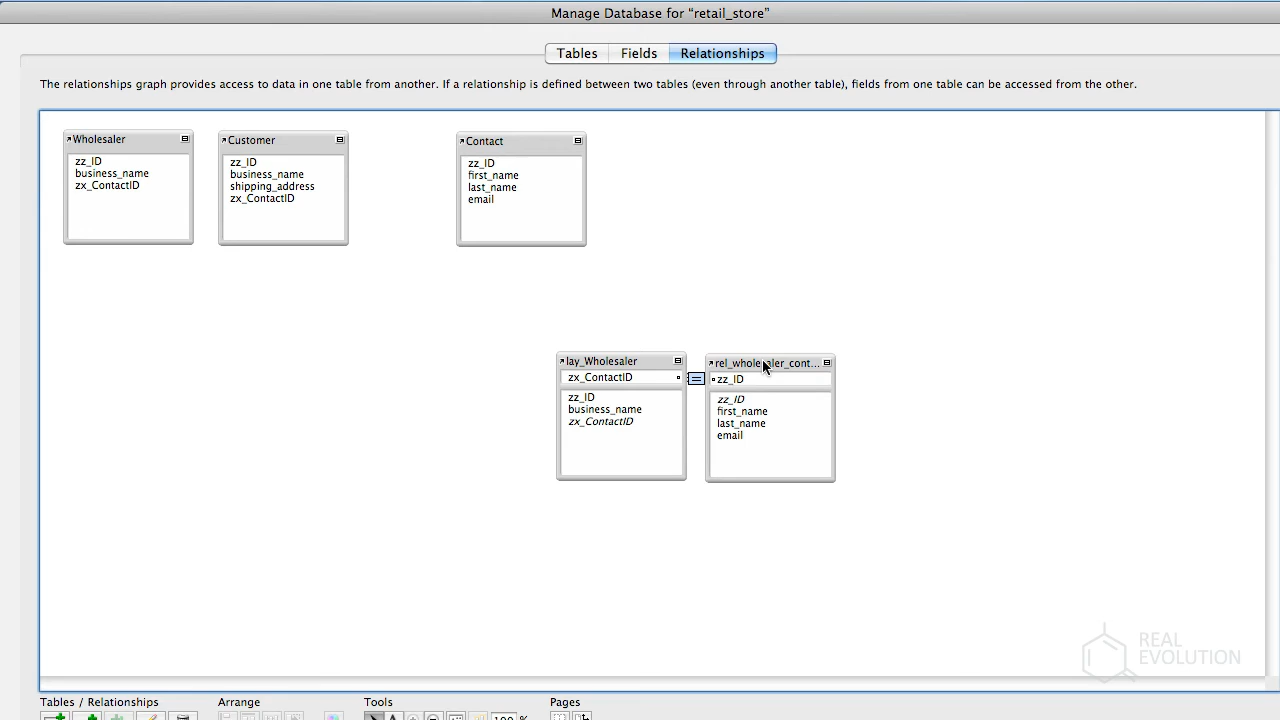 Manage Database for “retail_store”
Tables Fields Relationships
The relationships graph provides access to data in one table from another. If a relationship is defined between two tables (even through another table), fields from one table can be accessed from the other.
Wholesaler
zz_ID
business_name
zx_ContactID
Customer
zz_ID
business_name
shipping_address
zx_ContactID
Contact
zz_ID
first_name
last_name
email
lay_Wholesaler
zx_ContactID
zz_ID
business_name
zx_ContactID
=
rel_wholesaler_cont...
zz_ID
zz_ID
first_name
last_name
email
REAL
EVOLUTION
Tables / Relationships Arrange Tools Pages